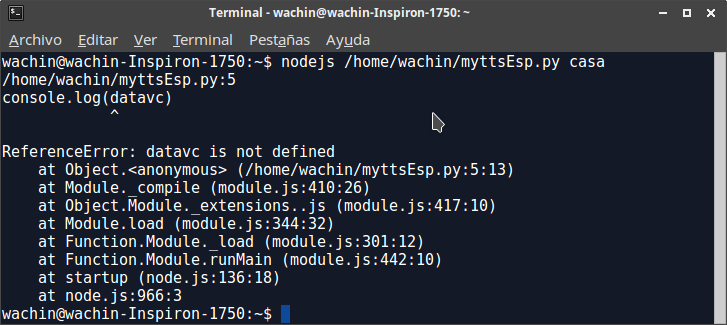 Terminal - wachin@wachin-Inspiron-1750: ~
Archivo Editar Ver Terminal Pestañas Ayuda
wachin@wachin-Inspiron-1750:~$ nodejs /home/wachin/myttsEsp.py casa
/home/wachin/myttsEsp.py:5
console.log(datavc)
            ^
ReferenceError: datavc is not defined
    at Object.<anonymous> (/home/wachin/myttsEsp.py:5:13)
    at Module._compile (module.js:410:26)
    at Object.Module._extensions..js (module.js:417:10)
    at Module.load (module.js:344:32)
    at Function.Module._load (module.js:301:12)
    at Function.Module.runMain (module.js:442:10)
    at startup (node.js:136:18)
    at node.js:966:3
wachin@wachin-Inspiron-1750:~$